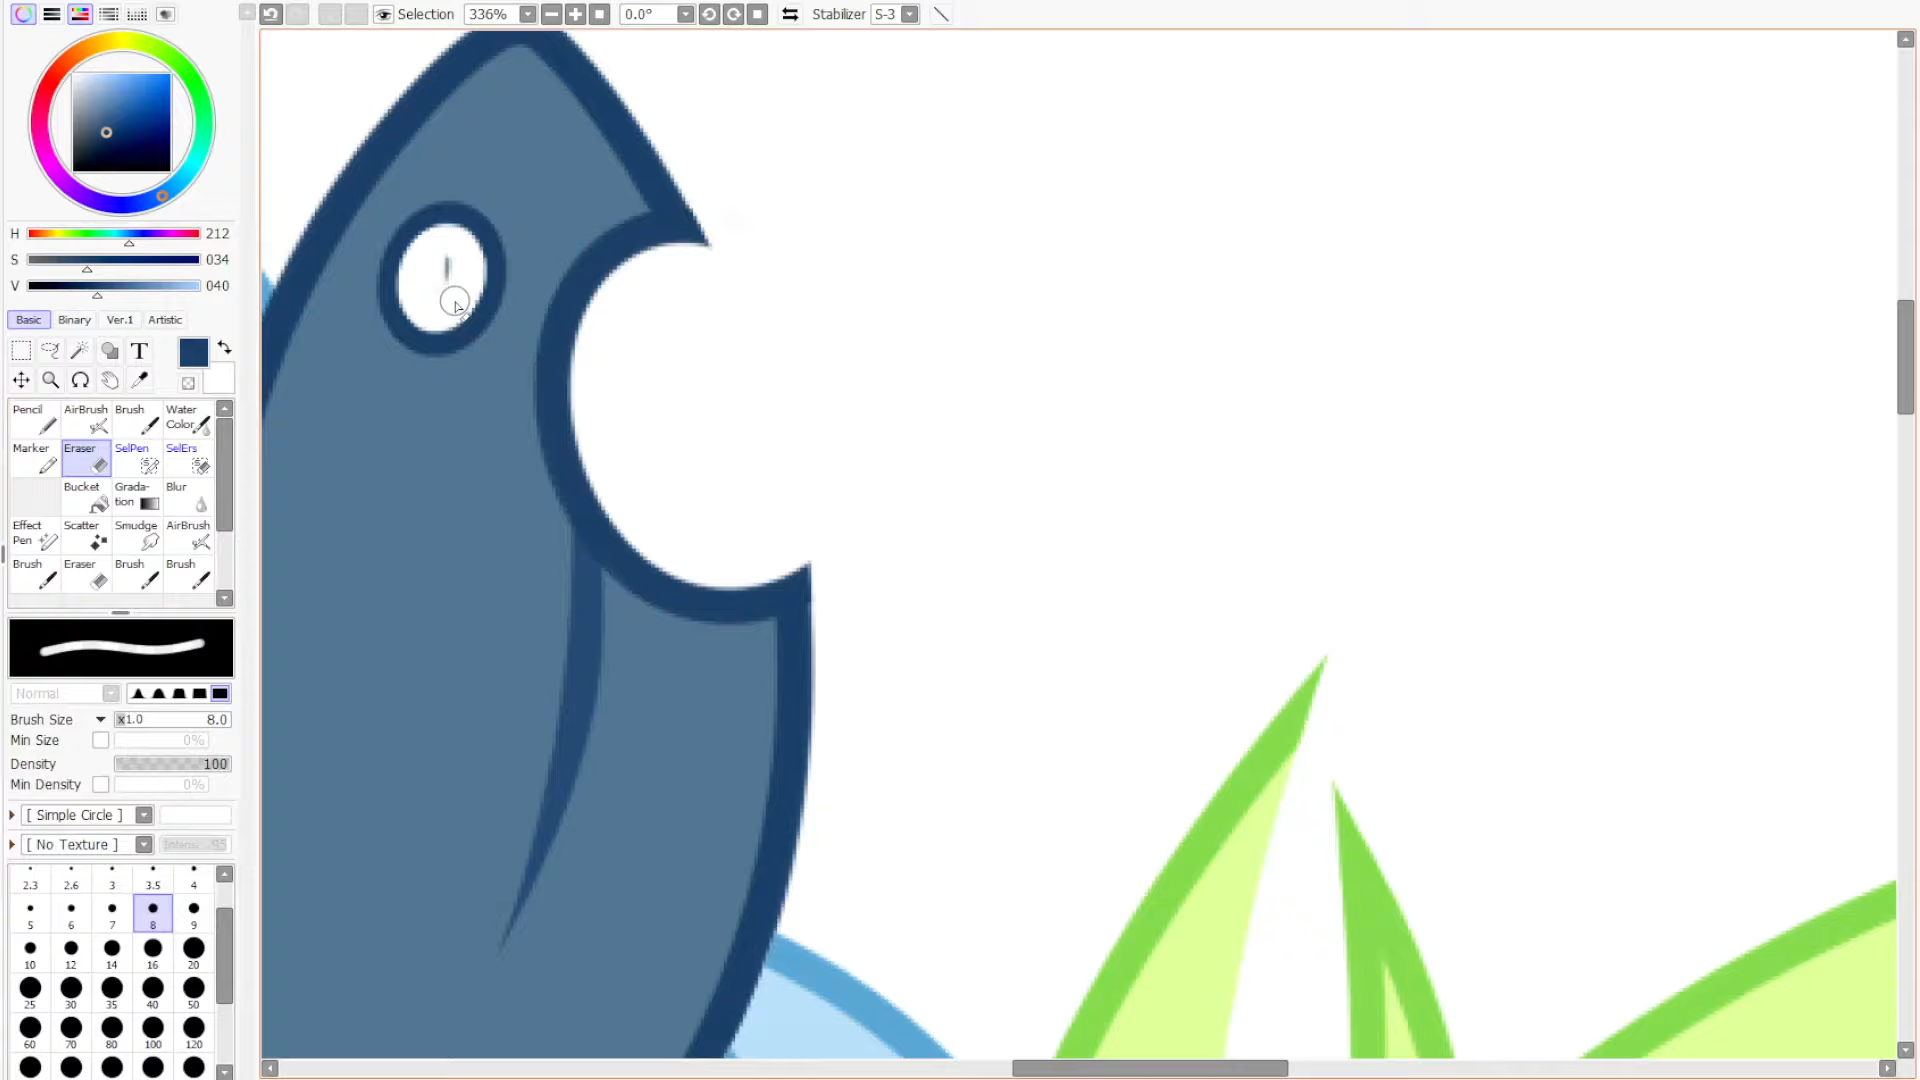 Selection 336% 0.0° Stabilizer S-3
H 212
S 034
V 040
Basic Binary Ver.1 Artistic
T
Pencil AirBrush Brush Water Color
Marker Eraser SelPen SelErs
Bucket Grada-tion Blur
Effect Pen Scatter Smudge AirBrush
Brush Eraser Brush Brush
Normal
Brush Size x1.0 8.0
Min Size 0%
Density 100
Min Density 0%
[ Simple Circle ]
[ No Texture ] 95
2.3 2.6 3 3.5 4
5 6 7 8 9
10 12 14 16 20
25 30 35 40 50
60 70 80 100 120